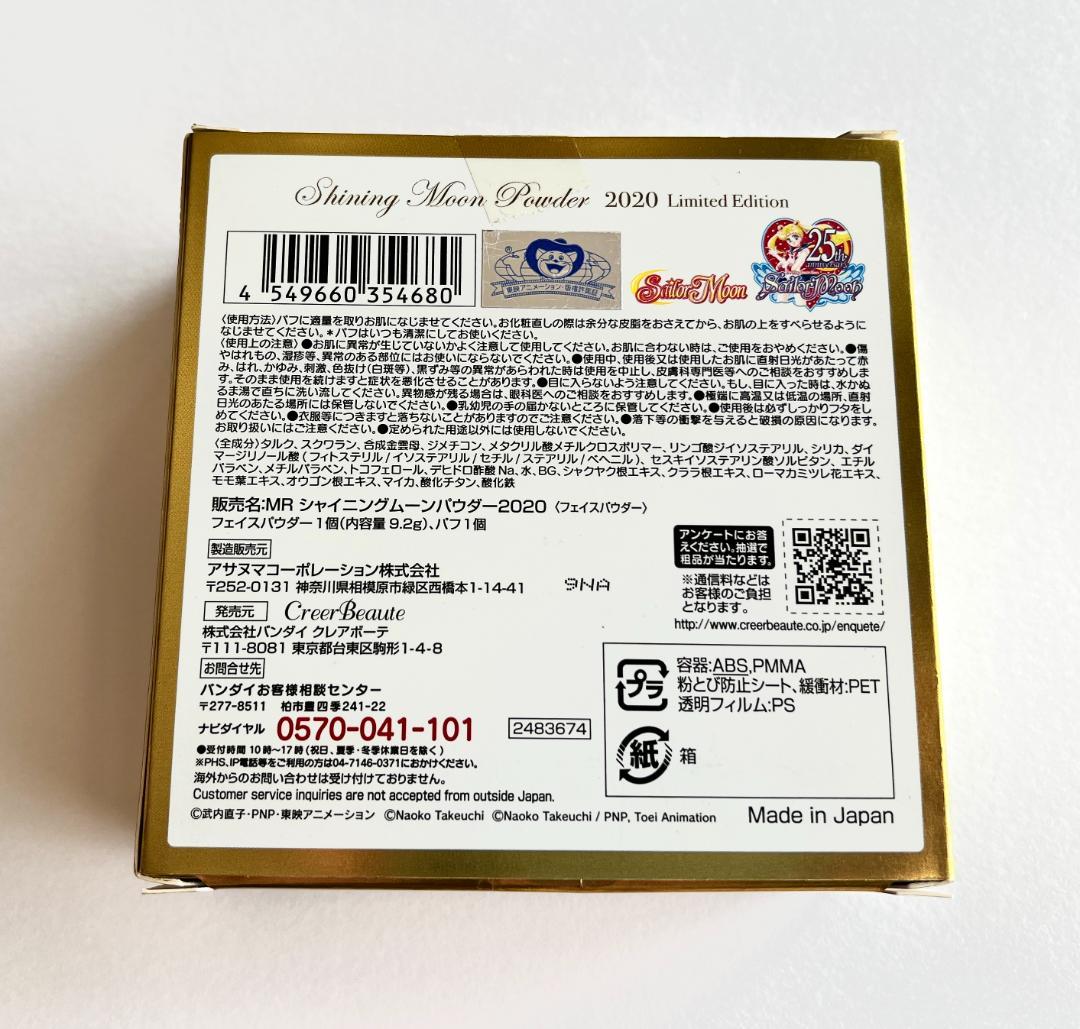 Shining Moon Powder 2020 Limited Edition
4 549660 354680
東映アニメーション・版権許諾証
Sailor Moon
25th
anniversary
Sailor Moon
〈使用方法〉パフに適量を取りお肌になじませてください。お化粧直しの際は余分な皮脂をおさえてから、お肌の上をすべらせるように
なじませてください。＊パフはいつも清潔にしてお使いください。
〈使用上の注意〉●お肌に異常が生じていないかよく注意して使用してください。お肌に合わない時は、ご使用をおやめください。●傷
やはれもの、湿疹等、異常のある部位にはお使いにならないでください。●使用中、使用後又は使用したお肌に直射日光があたって赤
み、はれ、かゆみ、刺激、色抜け(白斑等)、黒ずみ等の異常があらわれた時は使用を中止し、皮膚科専門医等へのご相談をおすすめしま
す。そのまま使用を続けますと症状を悪化させることがあります。●目に入らないよう注意してください。もし、目に入った時は、水かぬ
るま湯で直ちに洗い流してください。異物感が残る場合は、眼科医へのご相談をおすすめします。●極端に高温又は低温の場所、直射
日光のあたる場所には保管しないでください。●乳幼児の手の届かないところに保管してください。●使用後は必ずしっかりフタをし
めてください。●衣服等につきますと落ちないことがありますのでご注意ください。●落下等の衝撃を与えると破損の原因になります。
お取り扱いにはご注意ください。●定められた用途以外には使用しないでください。
〈全成分〉タルク、スクワラン、合成金雲母、ジメチコン、メタクリル酸メチルクロスポリマー、リンゴ酸ジイソステアリル、シリカ、ダイ
マージリノール酸(フィトステリル/イソステアリル/セチル/ステアリル/ベヘニル)、セスキイソステアリン酸ソルビタン、エチル
パラベン、メチルパラベン、トコフェロール、デヒドロ酢酸Na、水、BG、シャクヤク根エキス、クララ根エキス、ローマカミツレ花エキス、
モモ葉エキス、オウゴン根エキス、マイカ、酸化チタン、酸化鉄
販売名:MR シャイニングムーンパウダー2020〈フェイスパウダー〉
フェイスパウダー1個(内容量 9.2g)、パフ1個
製造販売元
アサヌマコーポレーション株式会社
〒252-0131 神奈川県相模原市緑区西橋本1-14-41
9NA
発売元 CreerBeaute
株式会社バンダイ クレアボーテ
〒111-8081 東京都台東区駒形1-4-8
お問合せ先
バンダイお客様相談センター
〒277-8511 柏市豊四季241-22
ナビダイヤル 0570-041-101
2483674
●受付時間 10時～17時(祝日、夏季・冬季休業日を除く)
※PHS、IP電話等をご利用の方は04-7146-0371におかけください。
海外からのお問い合わせは受け付けておりません。
Customer service inquiries are not accepted from outside Japan.
©武内直子・PNP・東映アニメーション ©Naoko Takeuchi ©Naoko Takeuchi / PNP, Toei Animation
アンケートにお答
えください。抽選で
粗品が当たります。
※通信料などは
お客様のご負担
となります。
http://www.creerbeaute.co.jp/enquete/
プラ
容器:ABS,PMMA
粉とび防止シート、緩衝材:PET
透明フィルム:PS
紙
箱
Made in Japan